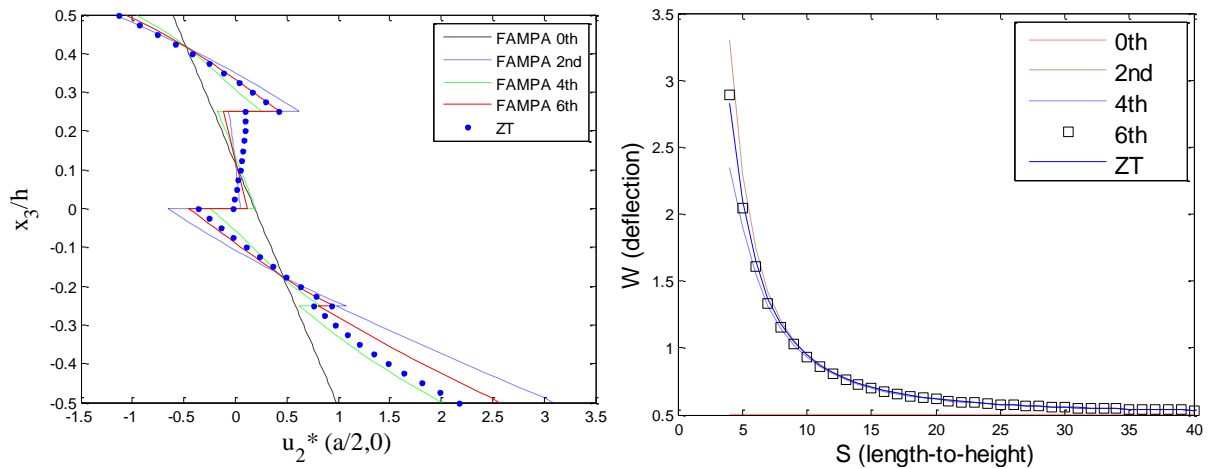 0.5
0.4
0.3
0.2
0.1
0
-0.1
-0.2
-0.3
-0.4
-0.5
x3/h
-1.5 -1 -0.5 0 0.5 1 1.5 2 2.5 3 3.5
u2* (a/2,0)
FAMPA 0th
FAMPA 2nd
FAMPA 4th
FAMPA 6th
ZT
3.5
3
2.5
2
1.5
1
0.5
W (deflection)
0 5 10 15 20 25 30 35 40
S (length-to-height)
0th
2nd
4th
6th
ZT